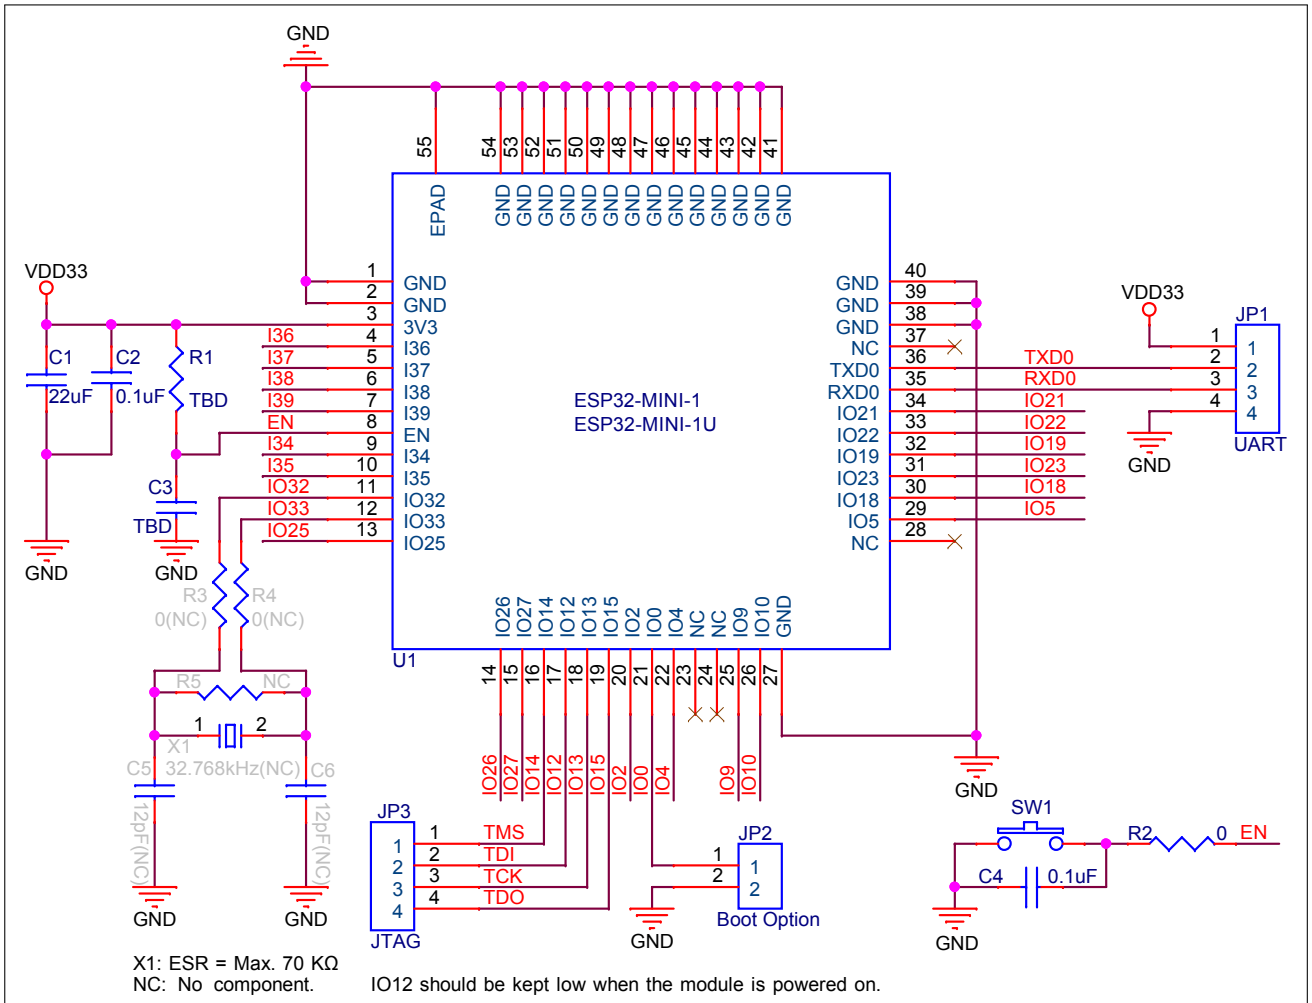 GND
55
54
53
52
51
50
49
48
47
46
45
44
43
42
41
EPAD
GND
GND
GND
GND
GND
GND
GND
GND
GND
GND
GND
GND
GND
GND
VDD33
1 GND
2 GND
3 3V3
I36 4 I36
I37 5 I37
I38 6 I38
I39 7 I39
EN 8 EN
I34 9 I34
I35 10 I35
IO32 11 IO32
IO33 12 IO33
IO25 13 IO25
C1
22uF
C2
0.1uF
R1
TBD
C3
TBD
GND
GND
ESP32-MINI-1
ESP32-MINI-1U
GND 40
GND 39
GND 38
NC 37
TXD0 36 TXD0
RXD0 35 RXD0
IO21 34 IO21
IO22 33 IO22
IO19 32 IO19
IO23 31 IO23
IO18 30 IO18
IO5 29 IO5
NC 28
VDD33
JP1
1 1
2 2
3 3
4 4
UART
GND
R3
0(NC)
R4
0(NC)
R5 NC
1 2
X1
32.768kHz(NC)
C5
12pF(NC)
C6
12pF(NC)
GND
GND
U1
IO26
IO27
IO14
IO12
IO13
IO15
IO2
IO0
IO4
NC
NC
IO9
IO10
GND
14
15
16
17
18
19
20
21
22
23
24
25
26
27
IO26
IO27
IO14
IO12
IO13
IO15
IO2
IO0
IO4
IO9
IO10
GND
JP3
1 1 TMS
2 2 TDI
3 3 TCK
4 4 TDO
JTAG
JP2
1 1
2 2
Boot Option
GND
SW1
R2 0 EN
C4 0.1uF
GND
X1: ESR = Max. 70 KΩ
NC: No component.
IO12 should be kept low when the module is powered on.